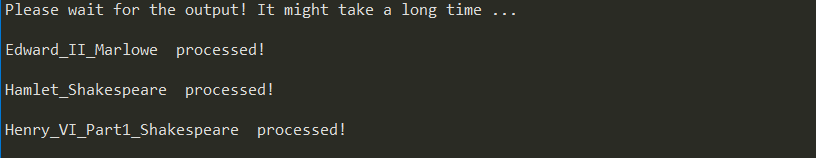 Please wait for the output! It might take a long time ...
Edward_II_Marlowe  processed!
Hamlet_Shakespeare  processed!
Henry_VI_Part1_Shakespeare  processed!